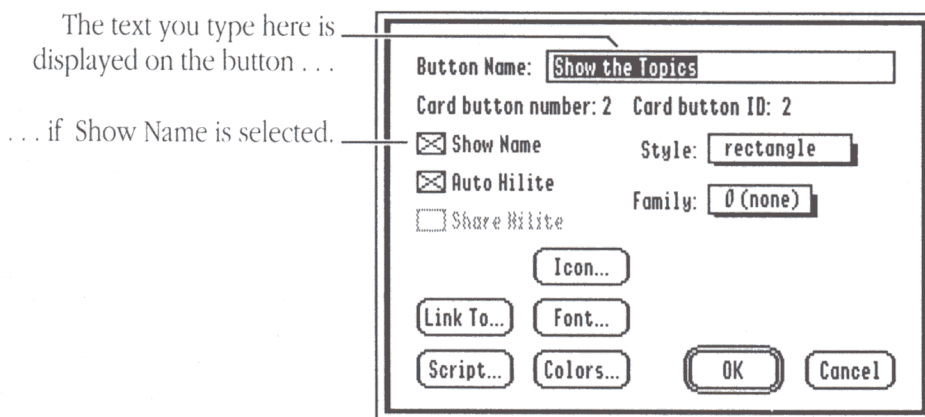 The text you type here is
displayed on the button . . .
. . . if Show Name is selected.
Button Name: Show the Topics
Card button number: 2 Card button ID: 2
Show Name
Style: rectangle
Auto Hilite
Family: 0 (none)
Share Hilite
Icon...
Link To... Font...
Script... Colors... OK Cancel